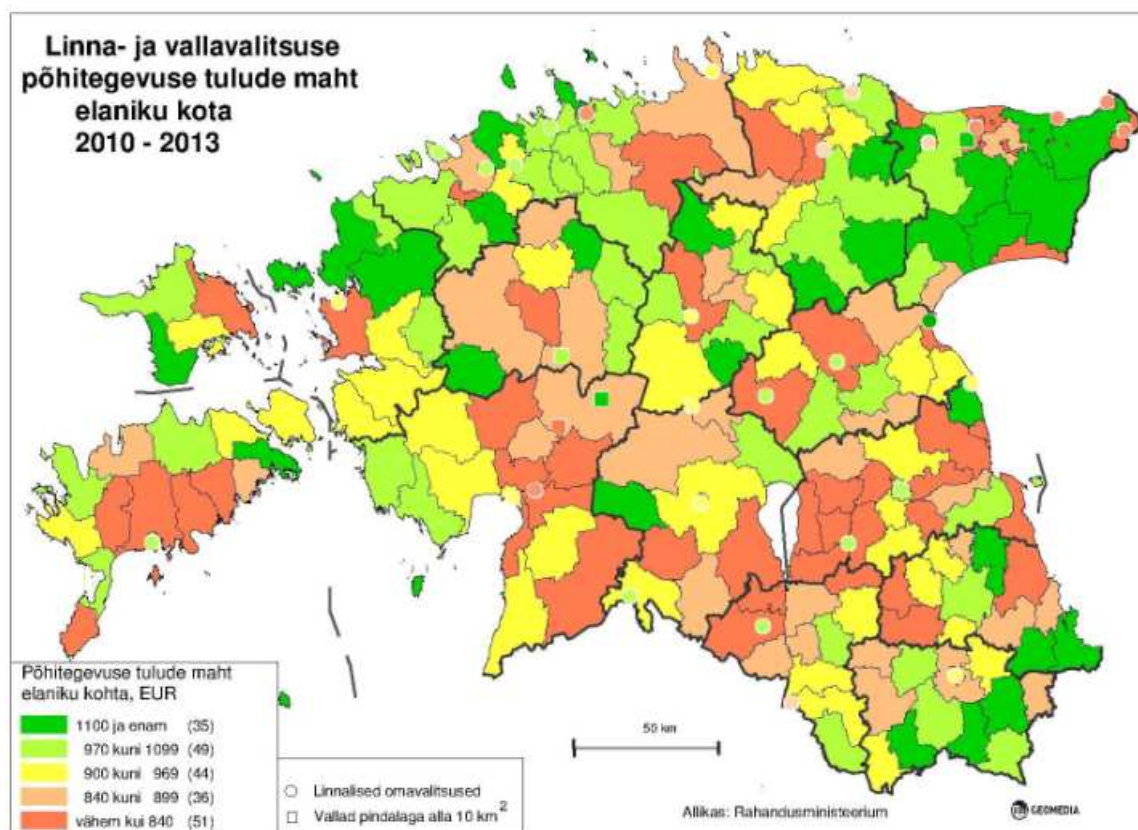 Linna- ja vallavalitsuse
põhitegevuse tulude maht
elaniku kota
2010 - 2013
Põhitegevuse tulude maht
elaniku kohta, EUR
1100 ja enam (35)
970 kuni 1099 (49)
900 kuni 969 (44)
840 kuni 899 (36)
vähem kui 840 (51)
Linnalised omavalitsused
Vallad pindalaga alla 10 km²
50 km
Allikas: Rahandusministeerium
GEOMEDIA